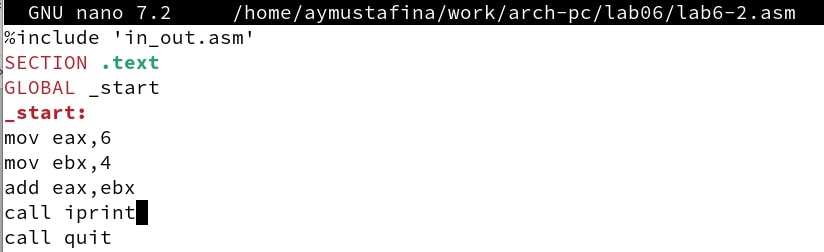 GNU nano 7.2 /home/aymustafina/work/arch-pc/lab06/lab6-2.asm
%include 'in_out.asm'
SECTION .text
GLOBAL _start
_start:
mov eax,6
mov ebx,4
add eax,ebx
call iprint
call quit